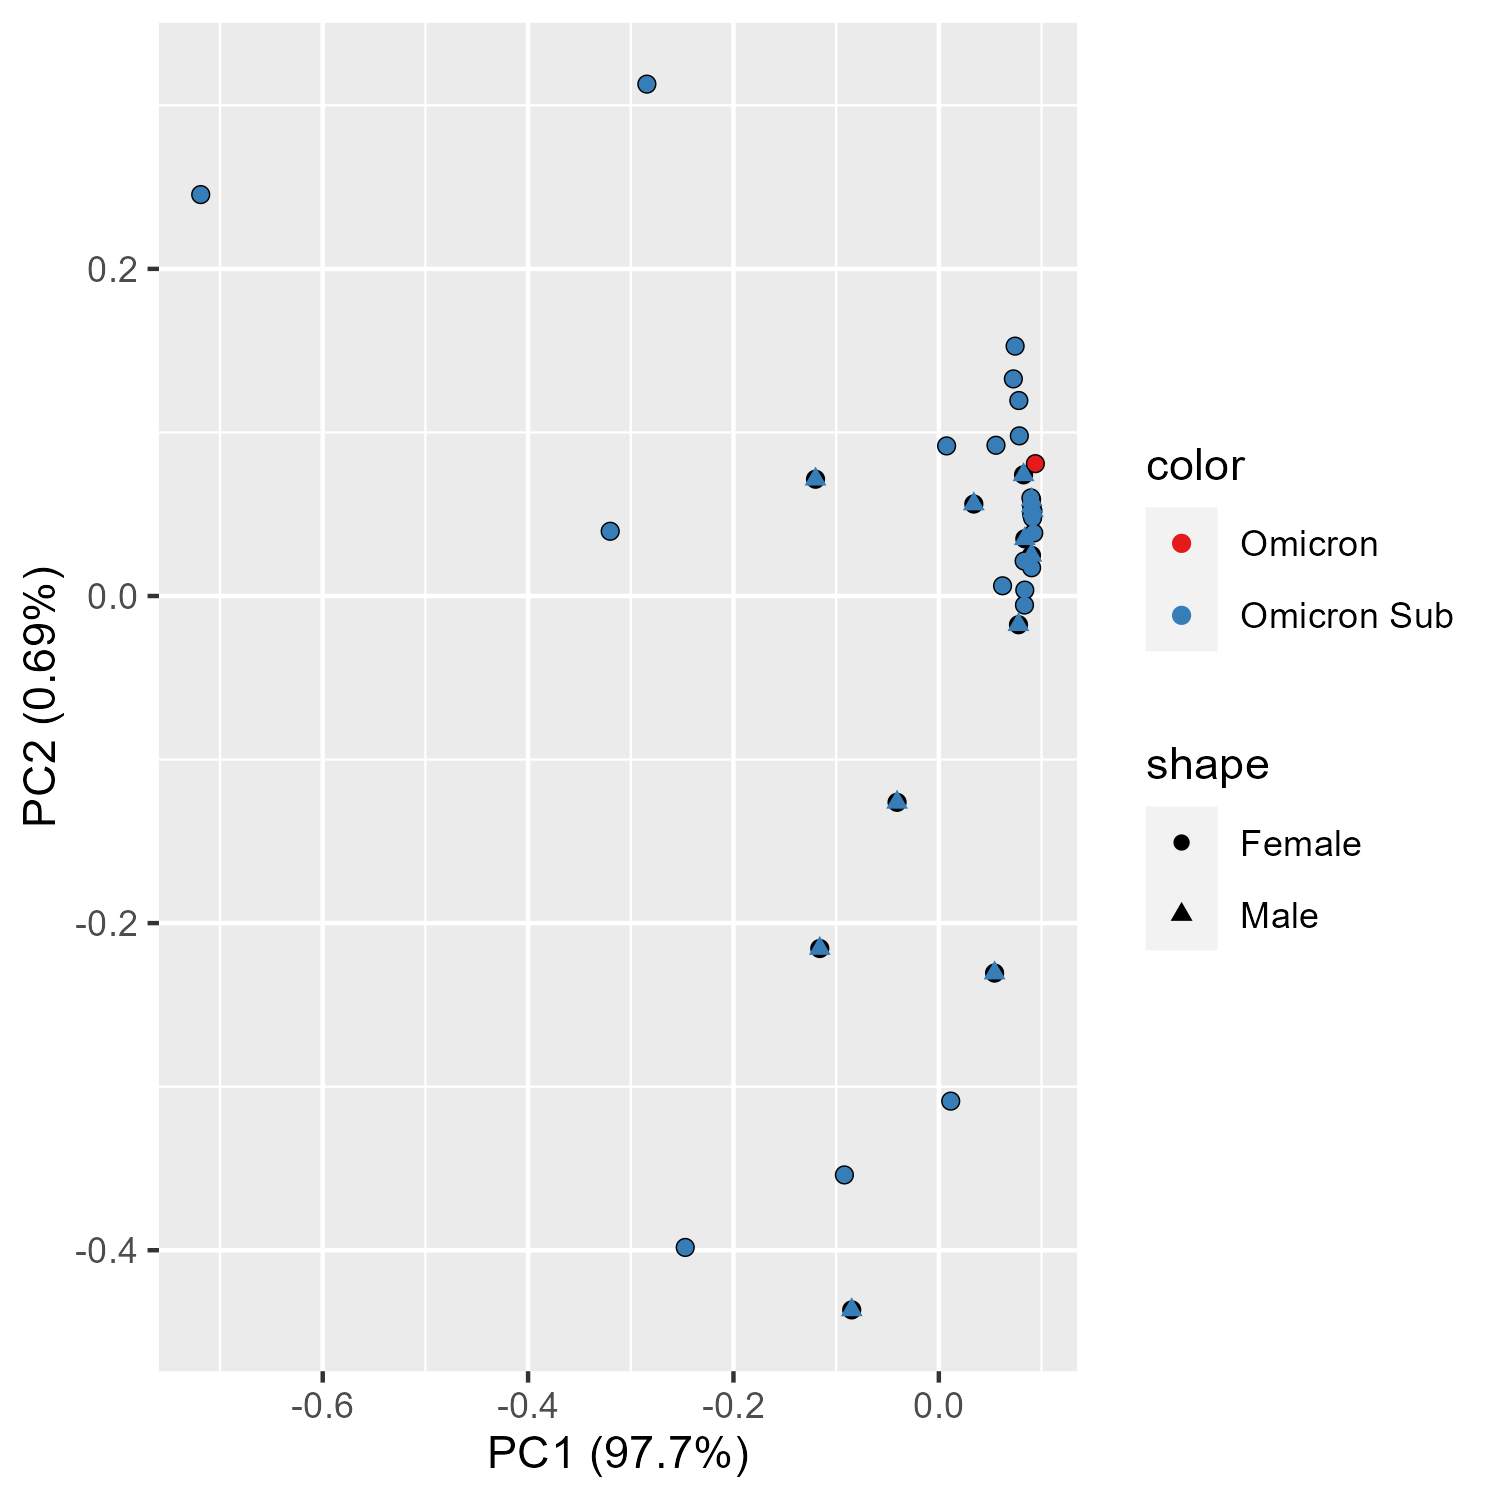 0.2
0.0
-0.2
-0.4
PC2 (0.69%)
-0.6
-0.4
-0.2
0.0
PC1 (97.7%)
color
Omicron
Omicron Sub
shape
Female
Male